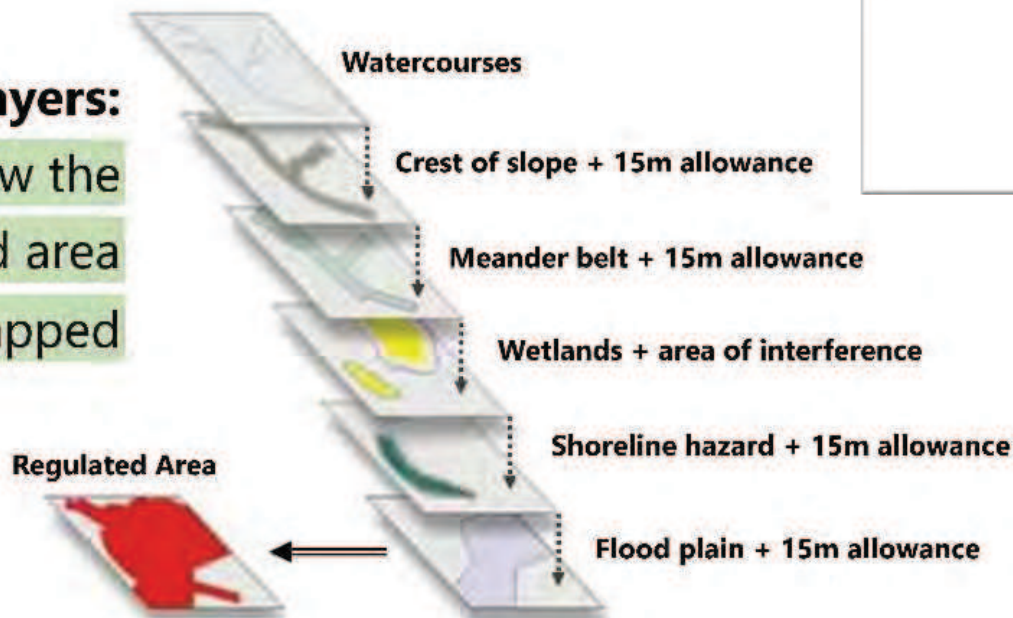 ayers:
w the
d area
pped
Watercourses
Crest of slope + 15m allowance
Meander belt + 15m allowance
Wetlands + area of interference
Shoreline hazard + 15m allowance
Flood plain + 15m allowance
Regulated Area